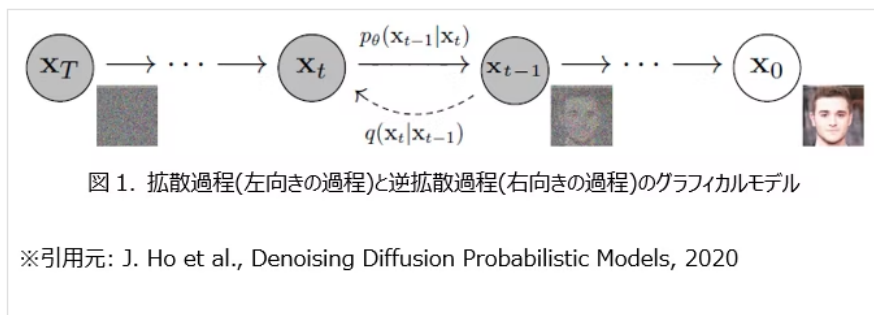 p_θ(x_{t−1}|x_t)
x_T → ··· → x_t → x_{t−1} → ··· → x_0
q(x_t|x_{t−1})
図 1. 拡散過程(左向きの過程)と逆拡散過程(右向きの過程)のグラフィカルモデル
※引用元: J. Ho et al., Denoising Diffusion Probabilistic Models, 2020